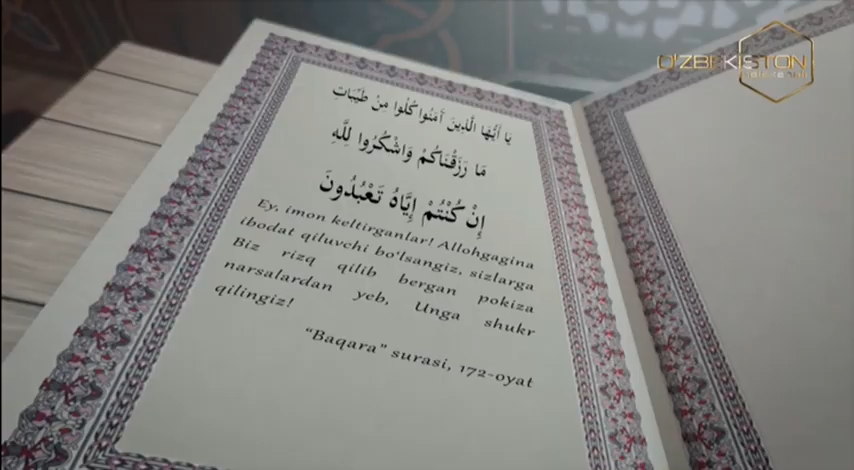 O'ZBEKISTON
يَا أَيُّهَا الَّذِينَ آمَنُوا كُلُوا مِنْ طَيِّبَاتِ
مَا رَزَقْنَاكُمْ وَاشْكُرُوا لِلَّهِ
إِنْ كُنْتُمْ إِيَّاهُ تَعْبُدُونَ
Ey, imon keltirganlar! Allohgagina
ibodat qiluvchi bo'lsangiz, sizlarga
Biz rizq qilib bergan pokiza
narsalardan yeb, Unga shukr
qilingiz!
"Baqara" surasi, 172-oyat